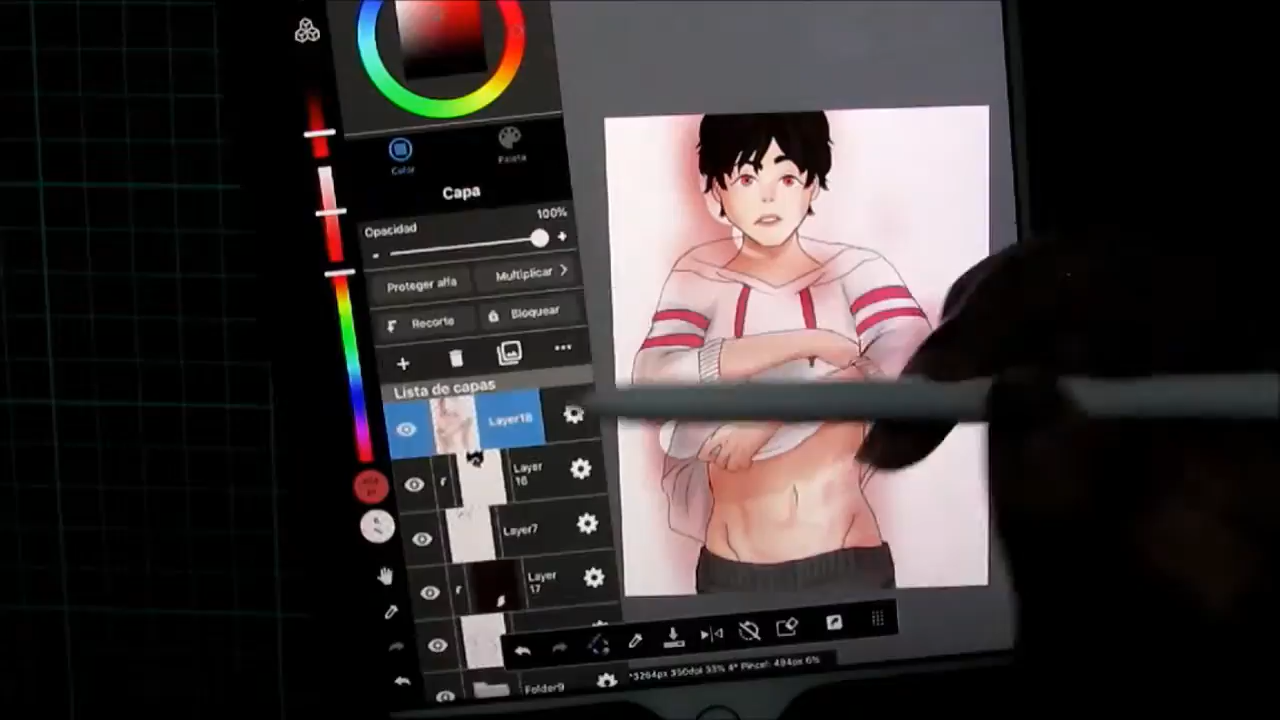 Color
Paleta
Capa
100%
Opacidad
Proteger alfa
Multiplicar
Recorte
Bloquear
Lista de capas
Layer18
Layer
16
Layer7
Layer
17
Folder9